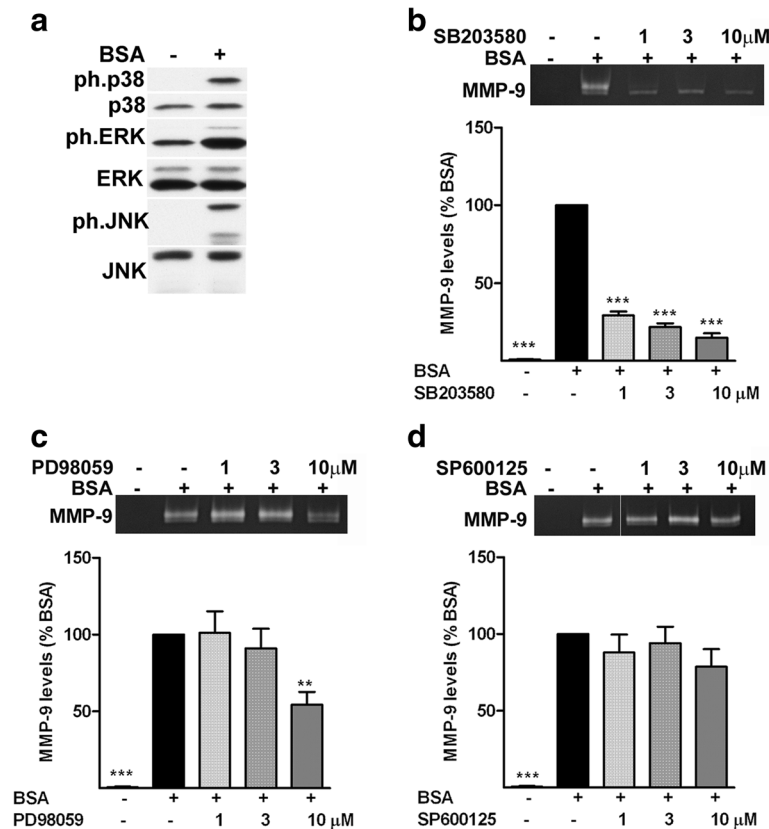 a
BSA - +
ph.p38
p38
ph.ERK
ERK
ph.JNK
JNK
b
SB203580 - - 1 3 10μM
BSA - + + + +
MMP-9
MMP-9 levels (% BSA)
150
100
50
*** *** *** ***
BSA - + + + +
SB203580 - - 1 3 10 μM
c
PD98059 - - 1 3 10μM
BSA - + + + +
MMP-9
MMP-9 levels (% BSA)
150
100
50
*** **
BSA - + + + +
PD98059 - - 1 3 10 μM
d
SP600125 - - 1 3 10μM
BSA - + + + +
MMP-9
MMP-9 levels (% BSA)
150
100
50
***
BSA - + + + +
SP600125 - - 1 3 10 μM